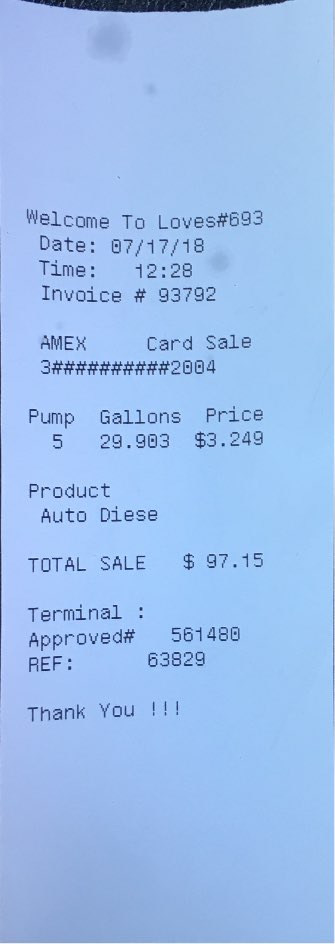 Welcome To Loves#693
Date: 07/17/18
Time: 12:28
Invoice # 93792
AMEX Card Sale
3##########2004
Pump Gallons Price
5 29.903 $3.249
Product
Auto Diese
TOTAL SALE $ 97.15
Terminal :
Approved# 561480
REF: 63829
Thank You !!!